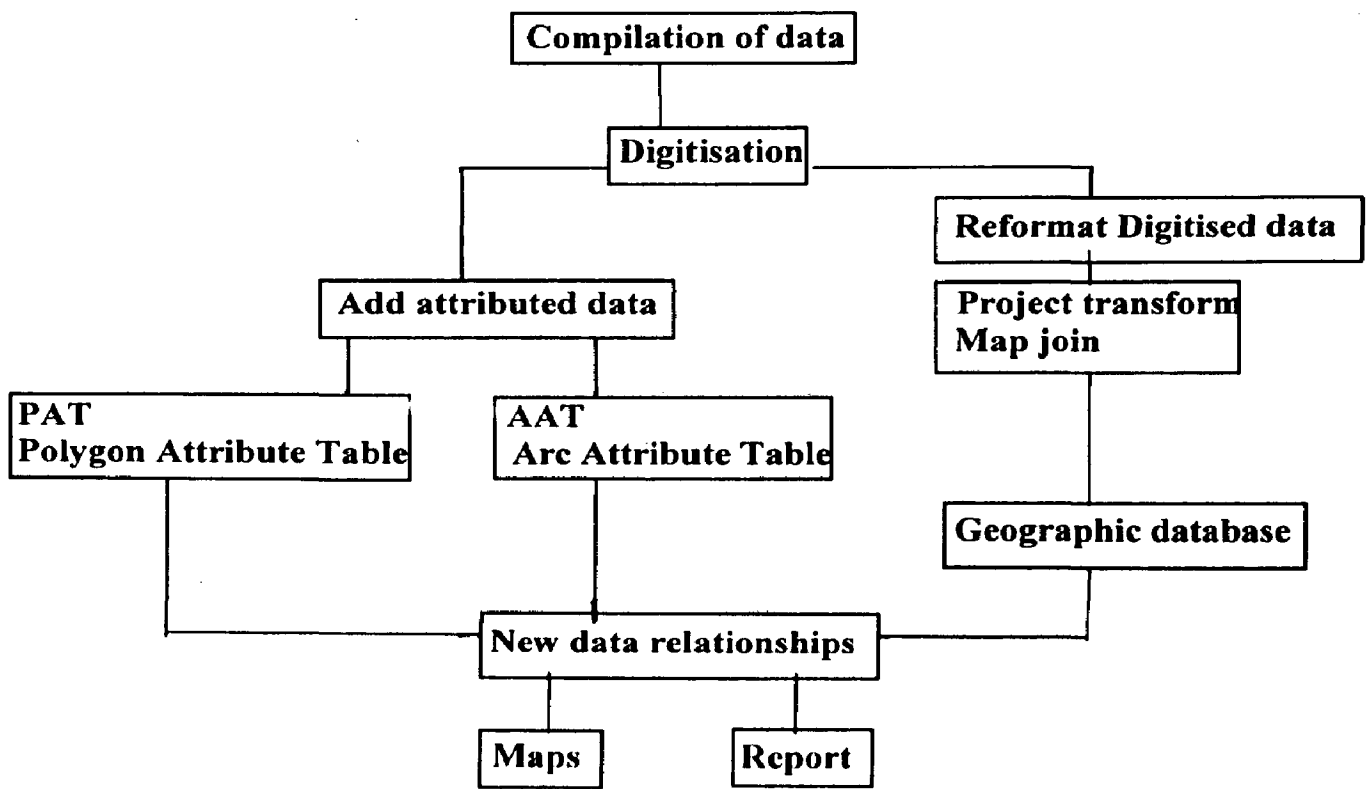 Compilation of data
Digitisation
Reformat Digitised data
Add attributed data
Project transform
Map join
PAT
Polygon Attribute Table
AAT
Arc Attribute Table
Geographic database
New data relationships
Maps
Report